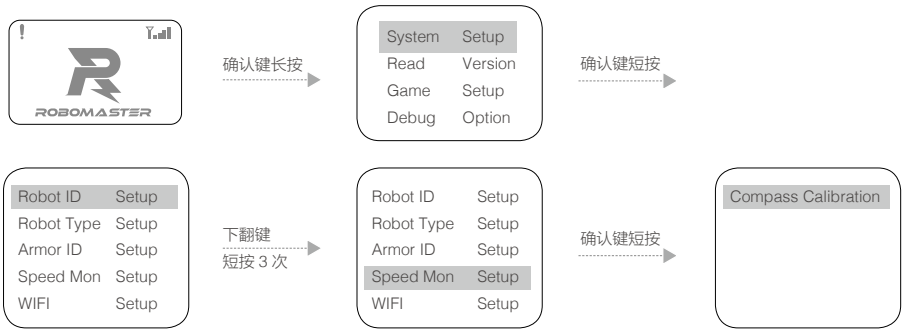 !
ROBOMASTER
确认键长按
System Setup
Read Version
Game Setup
Debug Option
确认键短按
Robot ID Setup
Robot Type Setup
Armor ID Setup
Speed Mon Setup
WIFI Setup
下翻键
短按 3 次
Robot ID Setup
Robot Type Setup
Armor ID Setup
Speed Mon Setup
WIFI Setup
确认键短按
Compass Calibration